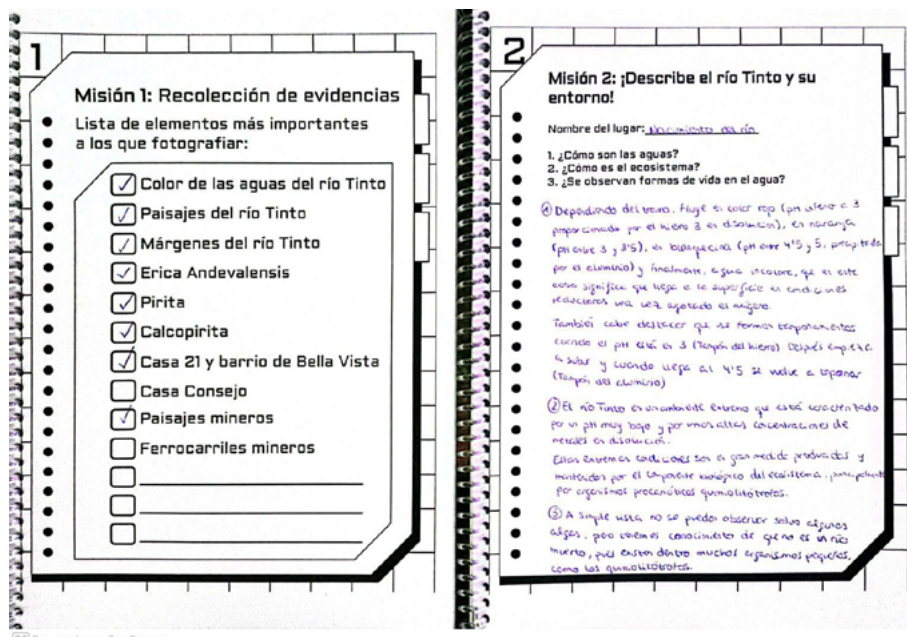 1
Misión 1: Recolección de evidencias
Lista de elementos más importantes
a los que fotografiar:
Color de las aguas del río Tinto
Paisajes del río Tinto
Márgenes del río Tinto
Erica Andevalensis
Pirita
Calcopirita
Casa 21 y barrio de Bella Vista
Casa Consejo
Paisajes mineros
Ferrocarriles mineros
2
Misión 2: ¡Describe el río Tinto y su
entorno!
Nombre del lugar: Nacimiento del río
1. ¿Cómo son las aguas?
2. ¿Cómo es el ecosistema?
3. ¿Se observan formas de vida en el agua?
① Dependiendo del tramo, fluye en color rojo (pH inferior a 3
proporcionado por el hierro 3 en disolución), en naranja
(pH entre 3 y 3'5), en blanquecina (pH entre 4'5 y 5,
por el aluminio) y finalmente, agua incolora, que en este
caso significa que llega a la superficie en condiciones
reductoras una vez agotado el oxígeno.
También cabe destacar que se forman taponamientos
cuando el pH está en 3 (Tampón del hierro). Después empieza
a subir y cuando llega al 4'5 se vuelve a taponar
(Tampón del aluminio)
② El río Tinto es un ambiente extremo que está caracterizado
por un pH muy bajo y por unas altas concentraciones de
metales en disolución.
Estas extremas condiciones son en gran medida producidas y
mantenidas por el componente biológico del ecosistema, principalmente
por organismos procarióticos quimiolitótrofos.
③ A simple vista no se pueden observar salvo algunas
algas, pero tenemos conocimiento de que no es un río
muerto, pues existen dentro muchos organismos pequeños,
como los quimiolitótrofos.